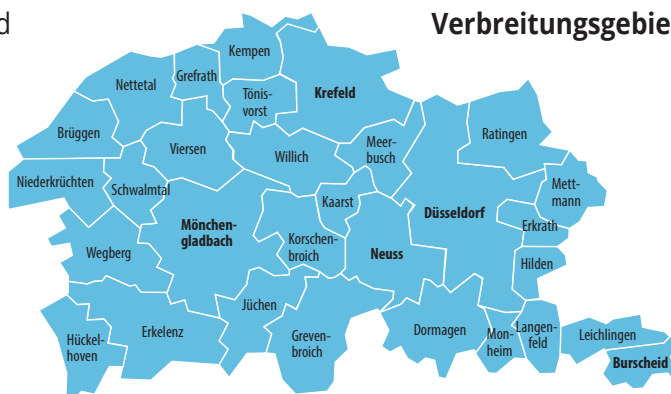 d
Verbreitungsgebie
Kempen
Nettetal
Grefrath
Tönis-
vorst
Krefeld
Brüggen
Viersen
Willich
Meer-
busch
Ratingen
Niederkrüchten
Schwalmtal
Mett-
mann
Kaarst
Düsseldorf
Mönchen-
gladbach
Erkrath
Wegberg
Korschen-
broich
Neuss
Hilden
Jüchen
Hückel-
hoven
Erkelenz
Greven-
broich
Dormagen
Mon-
heim
Langen-
feld
Leichlingen
Burscheid